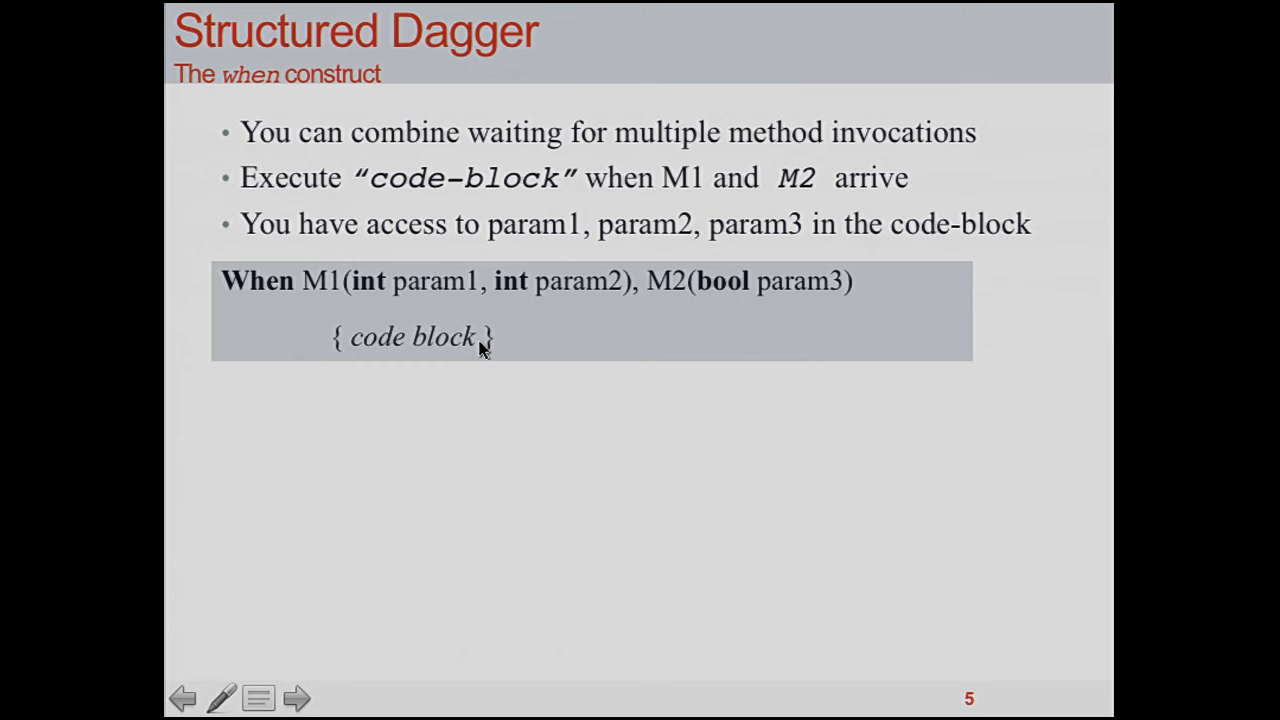 Structured Dagger
The when construct
• You can combine waiting for multiple method invocations
• Execute “code-block” when M1 and M2 arrive
• You have access to param1, param2, param3 in the code-block
When M1(int param1, int param2), M2(bool param3)
{ code block }
5